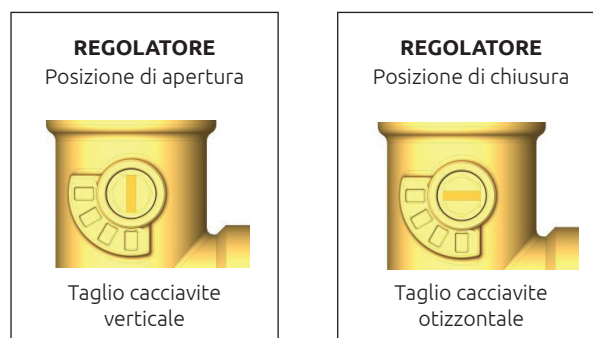 REGOLATORE
Posizione di apertura
Taglio cacciavite
verticale
REGOLATORE
Posizione di chiusura
Taglio cacciavite
otizzontale